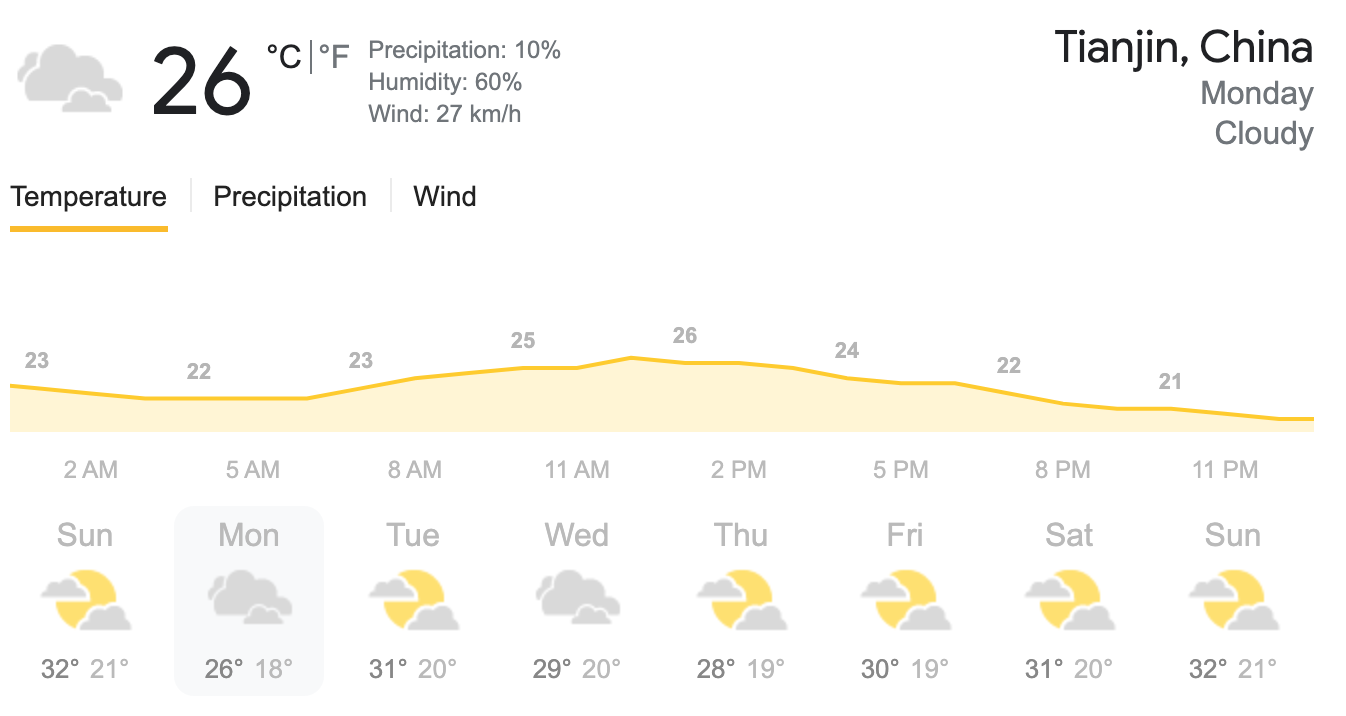 26 °C|°F
Precipitation: 10%
Humidity: 60%
Wind: 27 km/h
Tianjin, China
Monday
Cloudy
Temperature Precipitation Wind
23 22 23 25 26 24 22 21
2 AM 5 AM 8 AM 11 AM 2 PM 5 PM 8 PM 11 PM
Sun Mon Tue Wed Thu Fri Sat Sun
32° 21° 26° 18° 31° 20° 29° 20° 28° 19° 30° 19° 31° 20° 32° 21°